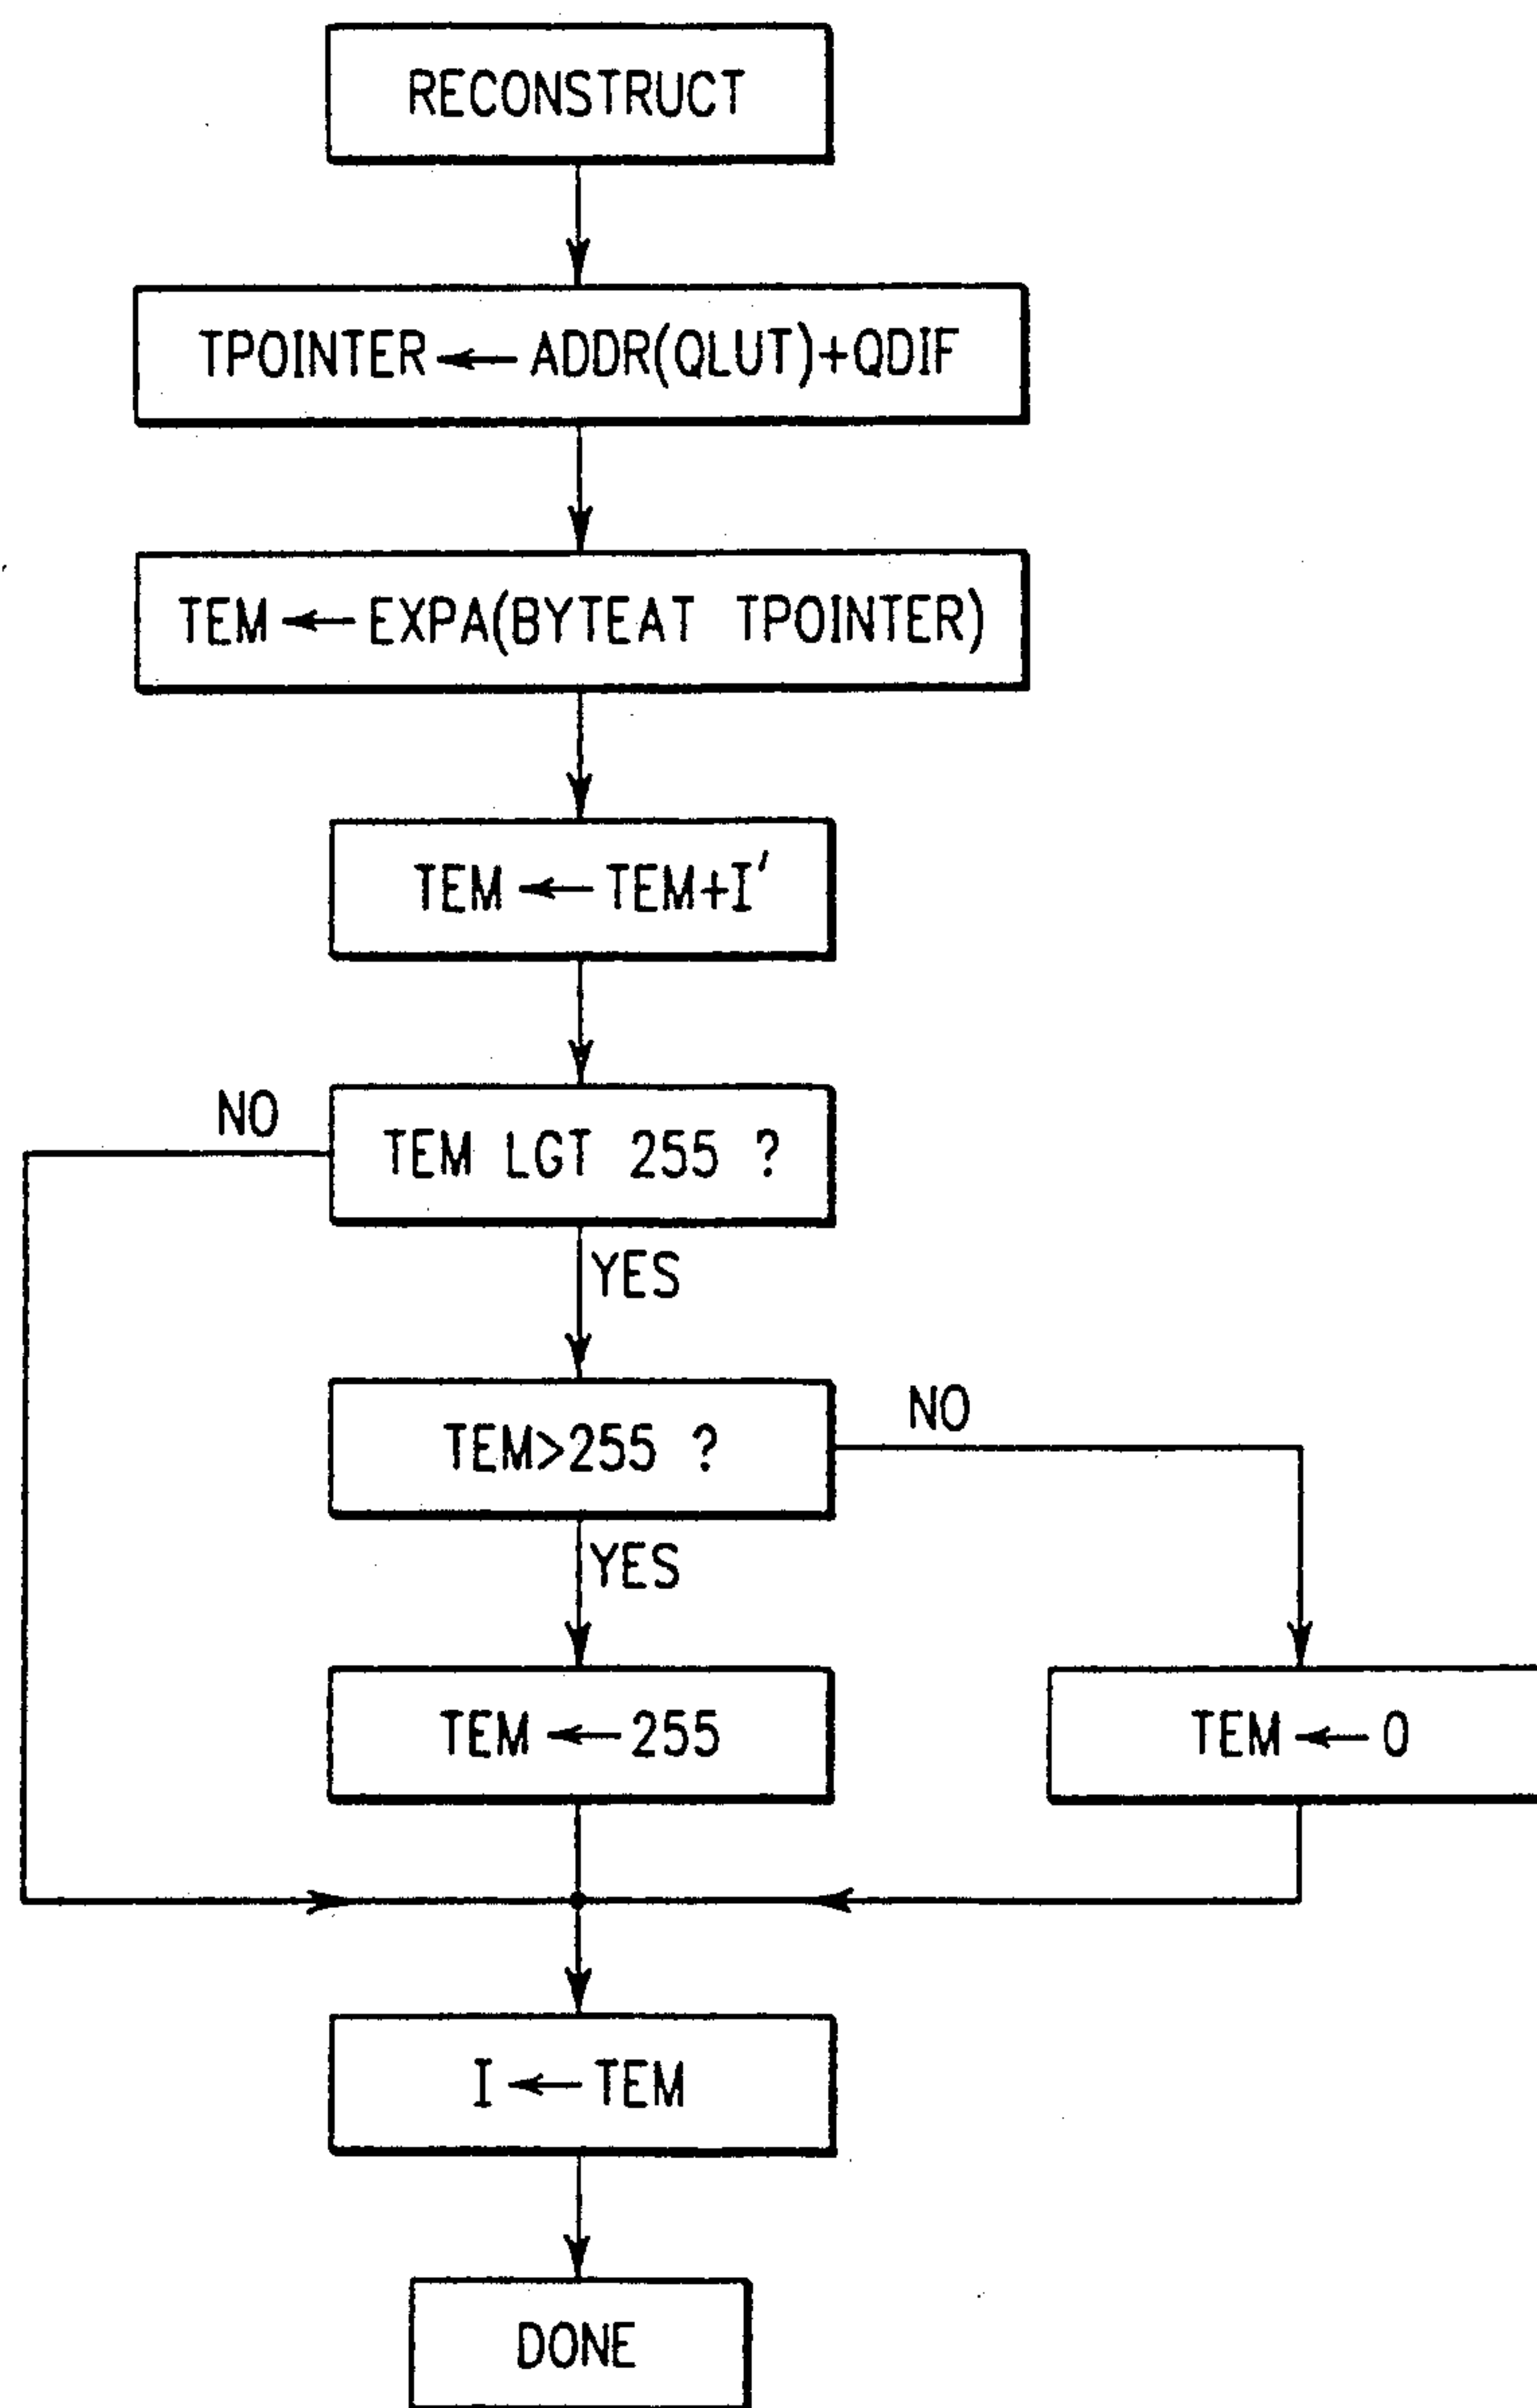 RECONSTRUCT
TPOINTER ← ADDR(QLUT)+QDIF
TEM ← EXPA(BYTEAT TPOINTER)
TEM ← TEM+I'
NO
TEM LGT 255 ?
YES
TEM>255 ?
NO
YES
TEM ← 255
TEM ← 0
I ← TEM
DONE